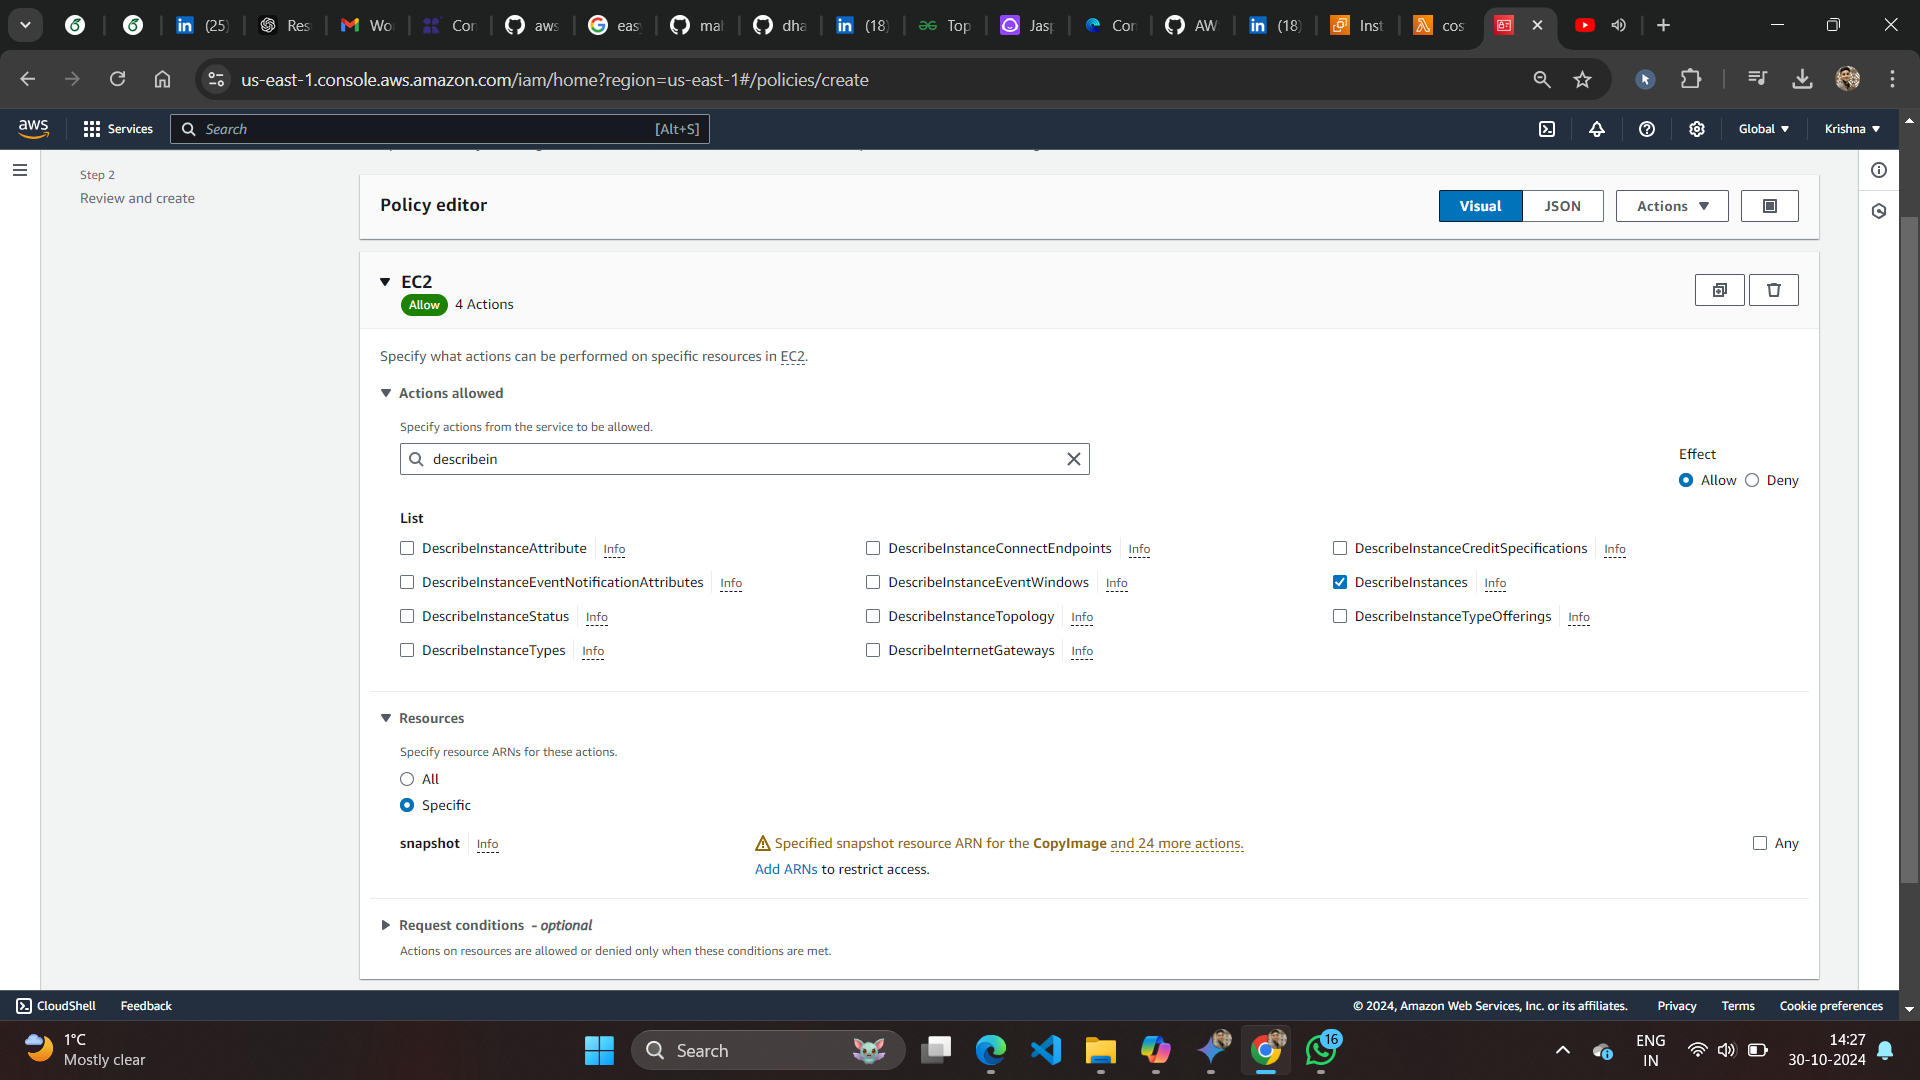 (25)
Res
Wo
Con
aws
eas
mal
dha
(18)
Top
Jasp
Con
AW
(18)
Inst
cos
us-east-1.console.aws.amazon.com/iam/home?region=us-east-1#/policies/create
aws
Services
Search
[Alt+S]
Global
Krishna
Step 2
Review and create
Policy editor
Visual
JSON
Actions
EC2
Allow
4 Actions
Specify what actions can be performed on specific resources in EC2.
Actions allowed
Specify actions from the service to be allowed.
describein
Effect
Allow
Deny
List
DescribeInstanceAttribute Info
DescribeInstanceConnectEndpoints Info
DescribeInstanceCreditSpecifications Info
DescribeInstanceEventNotificationAttributes Info
DescribeInstanceEventWindows Info
DescribeInstances Info
DescribeInstanceStatus Info
DescribeInstanceTopology Info
DescribeInstanceTypeOfferings Info
DescribeInstanceTypes Info
DescribeInternetGateways Info
Resources
Specify resource ARNs for these actions.
All
Specific
snapshot Info
Specified snapshot resource ARN for the CopyImage and 24 more actions.
Any
Add ARNs to restrict access.
Request conditions - optional
Actions on resources are allowed or denied only when these conditions are met.
CloudShell
Feedback
© 2024, Amazon Web Services, Inc. or its affiliates.
Privacy
Terms
Cookie preferences
1°C
Mostly clear
Search
16
ENG
IN
14:27
30-10-2024